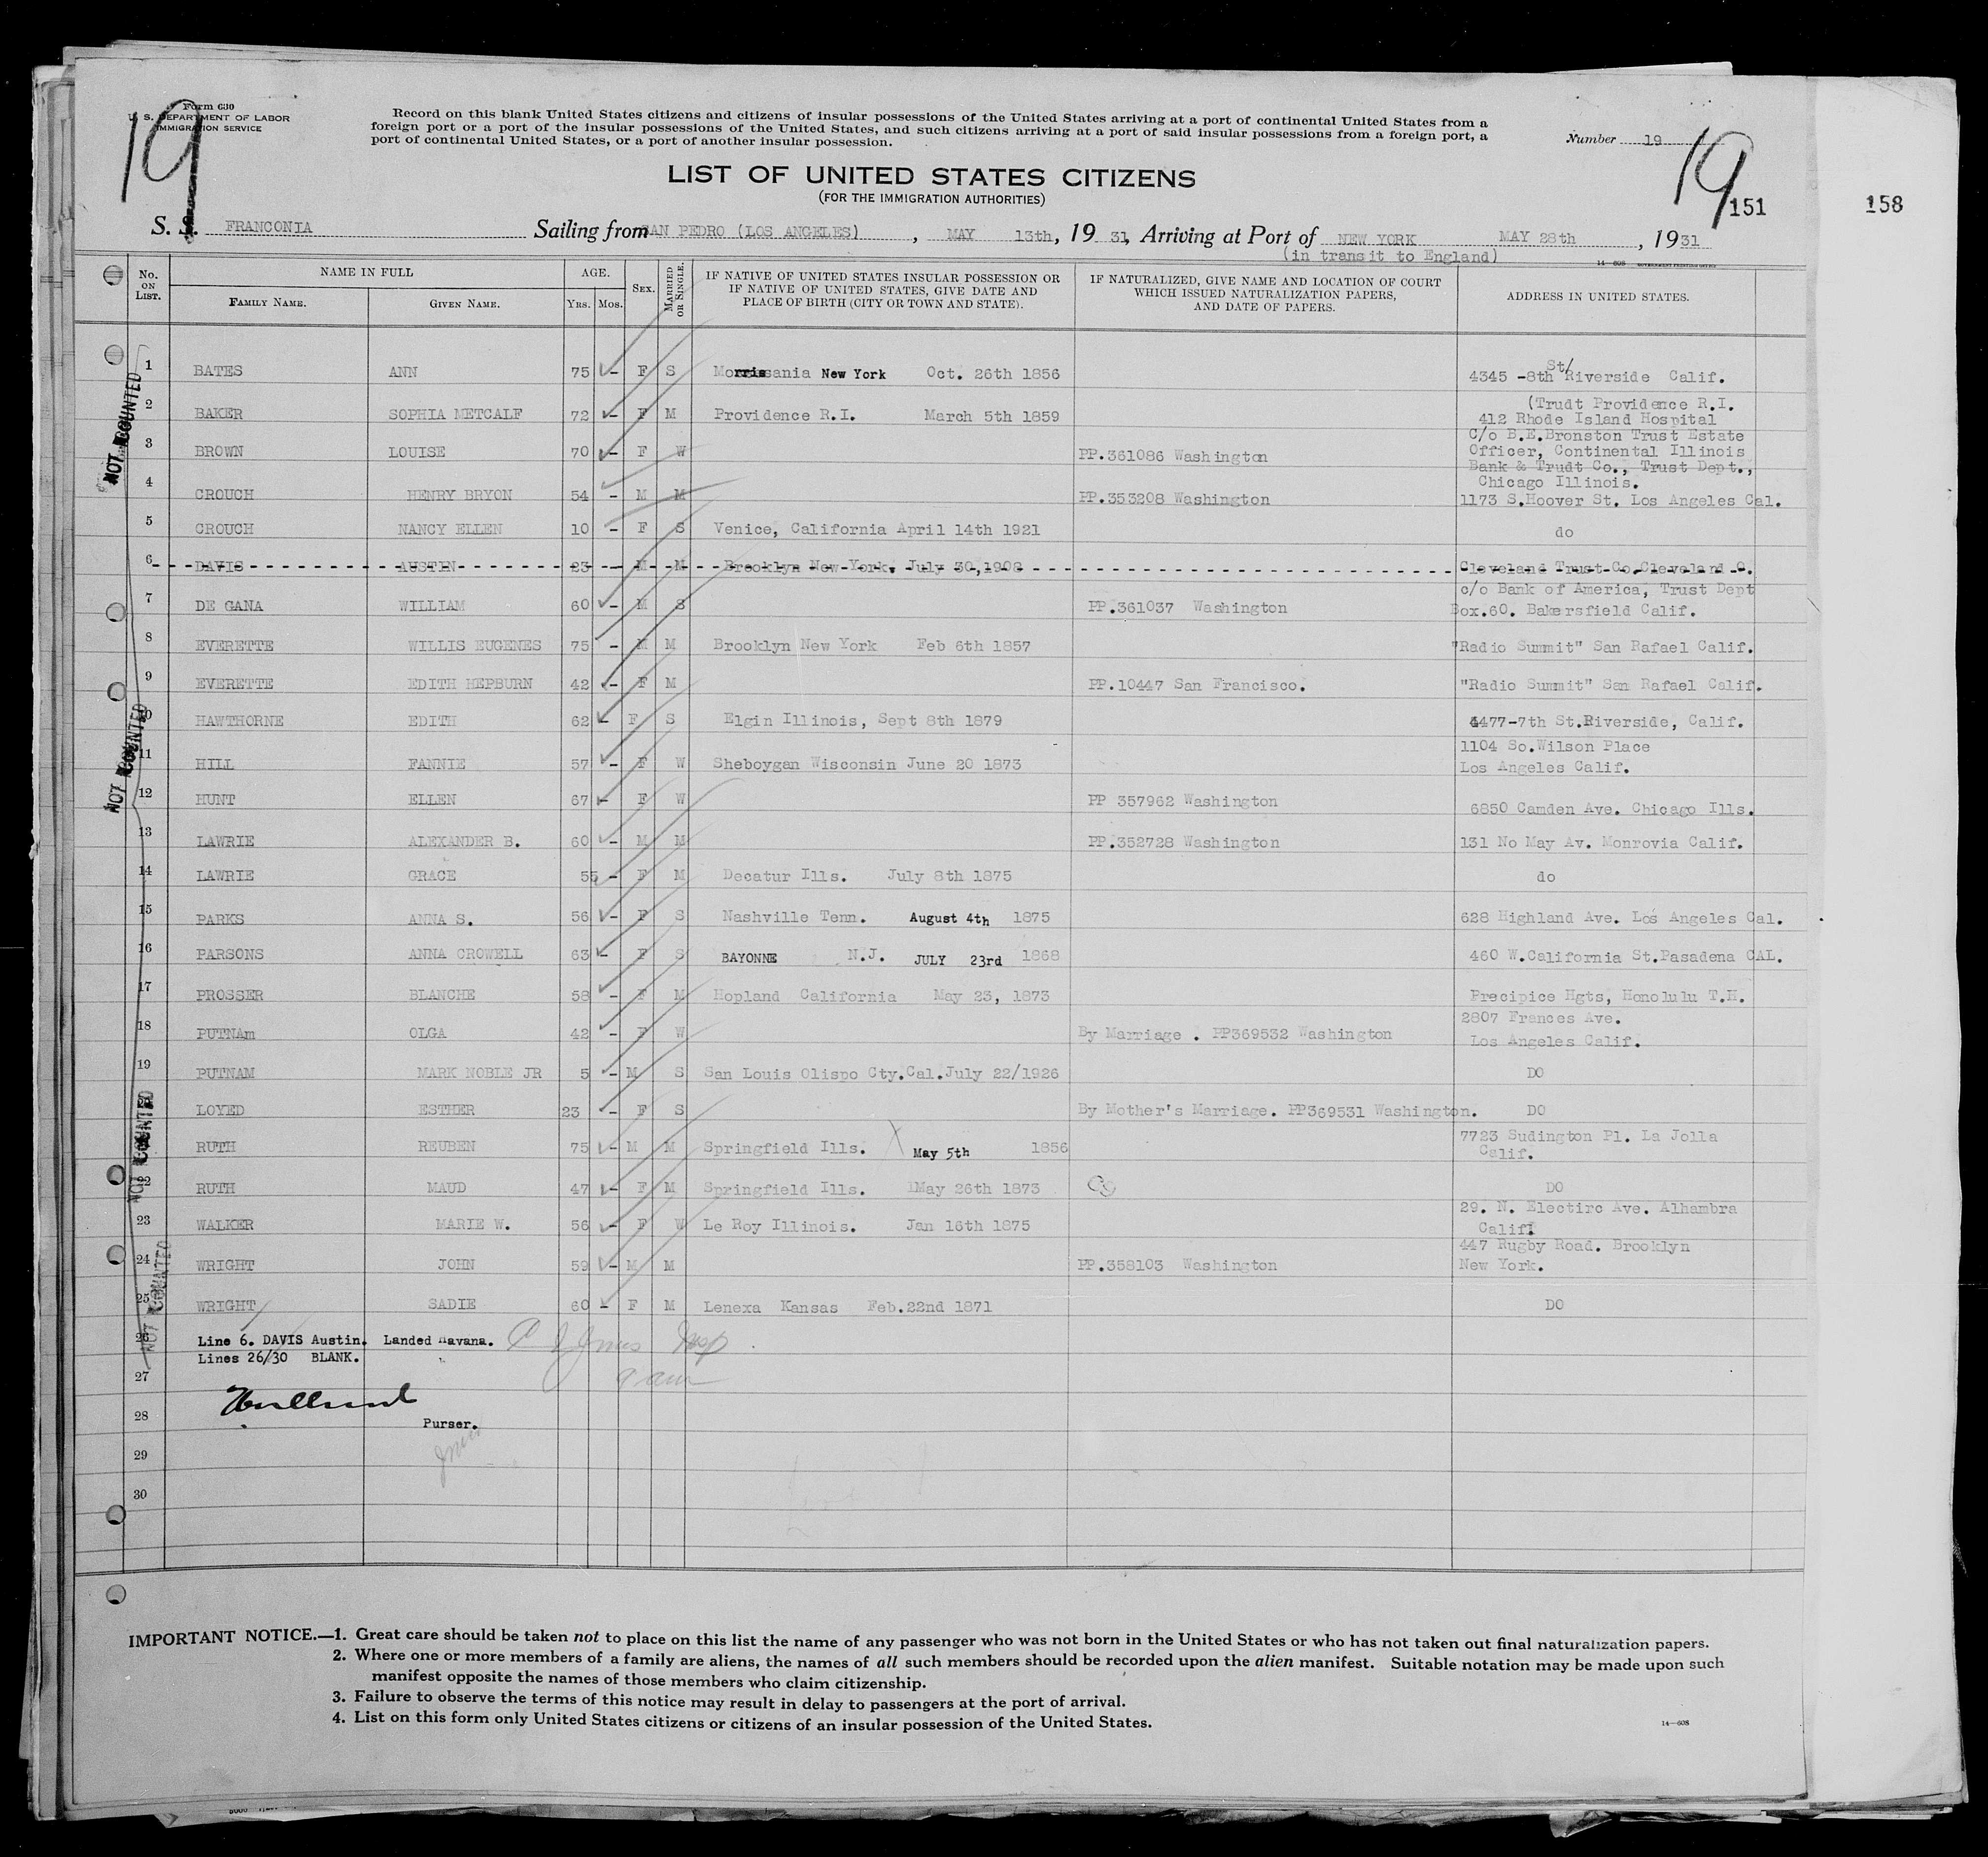 Form 630
U. S. DEPARTMENT OF LABOR
IMMIGRATION SERVICE
19
Record on this blank United States citizens and citizens of insular possessions of the United States arriving at a port of continental United States from a
foreign port or a port of the insular possessions of the United States, and such citizens arriving at a port of said insular possessions from a foreign port, a
port of continental United States, or a port of another insular possession.
Number 19
19
151
158
LIST OF UNITED STATES CITIZENS
(FOR THE IMMIGRATION AUTHORITIES)
S. S. FRANCONIA Sailing from SAN PEDRO (LOS ANGELES), MAY 13th, 19 31, Arriving at Port of NEW YORK MAY 28th, 1931
(in transit to England)
14—608 GOVERNMENT PRINTING OFFICE
No. ON LIST. NAME IN FULL FAMILY NAME. GIVEN NAME. AGE. Yrs. Mos. SEX. MARRIED OR SINGLE. IF NATIVE OF UNITED STATES INSULAR POSSESSION OR IF NATIVE OF UNITED STATES, GIVE DATE AND PLACE OF BIRTH (CITY OR TOWN AND STATE). IF NATURALIZED, GIVE NAME AND LOCATION OF COURT WHICH ISSUED NATURALIZATION PAPERS, AND DATE OF PAPERS. ADDRESS IN UNITED STATES.
NOT COUNTED
1 BATES ANN 75 - F S Morrisania New York Oct. 26th 1856 4345 -8th St/ Riverside Calif.
2 BAKER SOPHIA METCALF 72 - F M Providence R.I. March 5th 1859 (Trudt Providence R.I.
412 Rhode Island Hospital
3 BROWN LOUISE 70 - F W PP.361086 Washington C/o B.E.Bronston Trust Estate
Officer, Continental Illinois
Bank & Trudt Co., Trust Dept.,
Chicago Illinois.
4 CROUCH HENRY BRYON 54 - M M PP.353208 Washington 1173 S.Hoover St. Los Angeles Cal.
5 CROUCH NANCY ELLEN 10 - F S Venice, California April 14th 1921 do
6 DAVIS AUSTIN 23 - M M Brooklyn New York. July 30,1908 Cleveland Trust Co.Cleveland O.
7 DE GANA WILLIAM 60 - M S PP.361037 Washington c/o Bank of America, Trust Dept
Box.60. Bakersfield Calif.
8 EVERETTE WILLIS EUGENES 75 - M M Brooklyn New York Feb 6th 1857 "Radio Summit" San Rafael Calif.
9 EVERETTE EDITH HEPBURN 42 - F M PP.10447 San Francisco. "Radio Summit" San Rafael Calif.
NOT COUNTED
10 HAWTHORNE EDITH 62 - F S Elgin Illinois, Sept 8th 1879 4477-7th St.Riverside, Calif.
11 HILL FANNIE 57 - F W Sheboygan Wisconsin June 20 1873 1104 So.Wilson Place
Los Angeles Calif.
12 HUNT ELLEN 67 - F W PP 357962 Washington 6850 Camden Ave. Chicago Ills.
13 LAWRIE ALEXANDER B. 60 - M M PP.352728 Washington 131 No May Av. Monrovia Calif.
14 LAWRIE GRACE 55 - F M Decatur Ills. July 8th 1875 do
15 PARKS ANNA S. 56 - F S Nashville Tenn. August 4th 1875 628 Highland Ave. Los Angeles Cal.
16 PARSONS ANNA CROWELL 63 - F S BAYONNE N.J. JULY 23rd 1868 460 W.California St.Pasadena CAL.
17 PROSSER BLANCHE 58 - F M Hopland California May 23, 1873 Precipice Hgts, Honolulu T.H.
18 PUTNAm OLGA 42 - F W By Marriage . PP369532 Washington 2807 Frances Ave.
Los Angeles Calif.
19 PUTNAM MARK NOBLE JR 5 - M S San Louis Olispo Cty.Cal.July 22/1926 DO
NOT COUNTED
20 LOYED ESTHER 23 - F S By Mother's Marriage. PP369531 Washington. DO
21 RUTH REUBEN 75 - M M Springfield Ills. May 5th 1856 7723 Sudington Pl. La Jolla
Calif.
22 RUTH MAUD 47 - F M Springfield Ills. May 26th 1873 DO
23 WALKER MARIE W. 56 - F W Le Roy Illinois. Jan 16th 1875 29. N. Electirc Ave. Alhambra
Calif.
NOT COUNTED
24 WRIGHT JOHN 59 - M M PP.358103 Washington 447 Rugby Road. Brooklyn
New York.
25 WRIGHT SADIE 60 - F M Lenexa Kansas Feb.22nd 1871 DO
26 Line 6. DAVIS Austin. Landed Havana.
Lines 26/30 BLANK.
27
28 Purser.
29
30
IMPORTANT NOTICE.—1. Great care should be taken not to place on this list the name of any passenger who was not born in the United States or who has not taken out final naturalization papers.
2. Where one or more members of a family are aliens, the names of all such members should be recorded upon the alien manifest. Suitable notation may be made upon such
manifest opposite the names of those members who claim citizenship.
3. Failure to observe the terms of this notice may result in delay to passengers at the port of arrival.
4. List on this form only United States citizens or citizens of an insular possession of the United States.
14—608